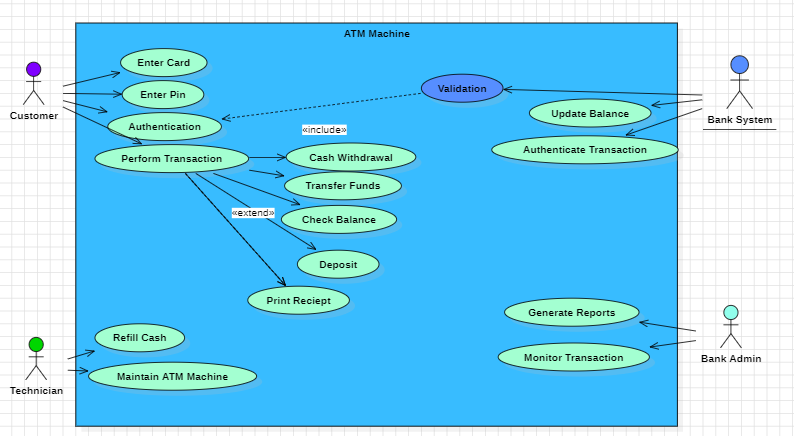 ATM Machine
Enter Card
Enter Pin
Authentication
Perform Transaction
Customer
Validation
«include»
Cash Withdrawal
Transfer Funds
Check Balance
«extend»
Deposit
Print Reciept
Update Balance
Authenticate Transaction
Bank System
Refill Cash
Maintain ATM Machine
Technician
Generate Reports
Monitor Transaction
Bank Admin